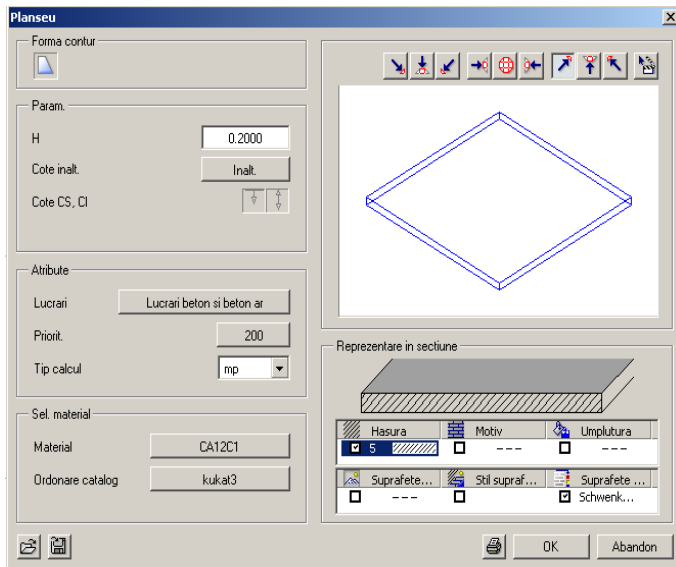 Planseu
Forma contur
Param.
H 0.2000
Cote inalt. Inalt.
Cote CS, CI
Atribute
Lucrari Lucrari beton si beton ar
Priorit. 200
Tip calcul mp
Sel. material
Material CA12C1
Ordonare catalog kukat3
Reprezentare in sectiune
Hasura Motiv Umplutura
5 --- ---
Suprafete... Stil supraf... Suprafete ...
--- Schwenk...
OK Abandon